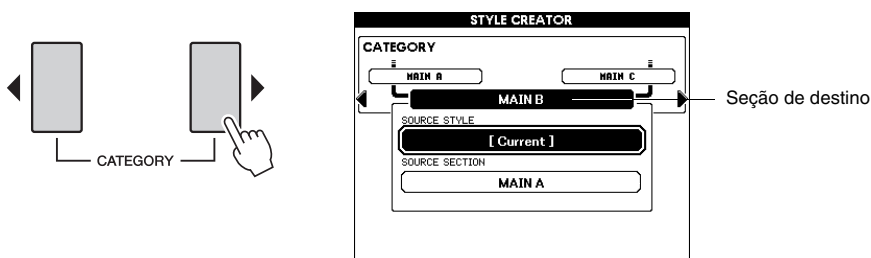 STYLE CREATOR
CATEGORY
MAIN A
MAIN C
MAIN B
Seção de destino
SOURCE STYLE
[ Current ]
SOURCE SECTION
MAIN A
CATEGORY